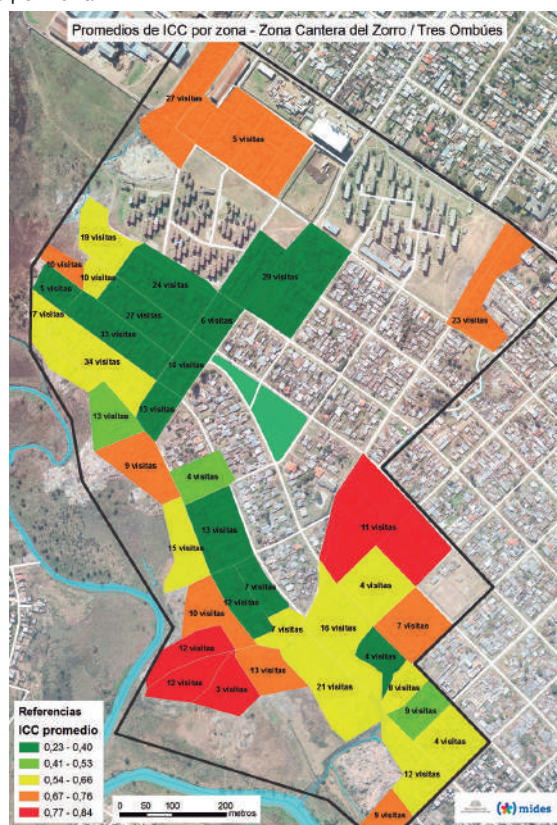 Promedios de ICC por zona - Zona Cantera del Zorro / Tres Ombúes
27 visitas
5 visitas
19 visitas
10 visitas
10 visitas
24 visitas
29 visitas
5 visitas
27 visitas
6 visitas
23 visitas
7 visitas
33 visitas
34 visitas
visitas
13 visitas
13 visitas
9 visitas
4 visitas
13 visitas
11 visitas
15 visitas
7 visitas
4 visitas
12 visitas
10 visitas
7 visitas
16 visitas
7 visitas
12 visitas
4 visitas
13 visitas
12 visitas
3 visitas
21 visitas
8 visitas
9 visitas
4 visitas
12 visitas
9 visitas
Referencias
ICC promedio
0,23 - 0,40
0,41 - 0,53
0,54 - 0,66
0,67 - 0,76
0,77 - 0,84
0 50 100 200
metros
mides